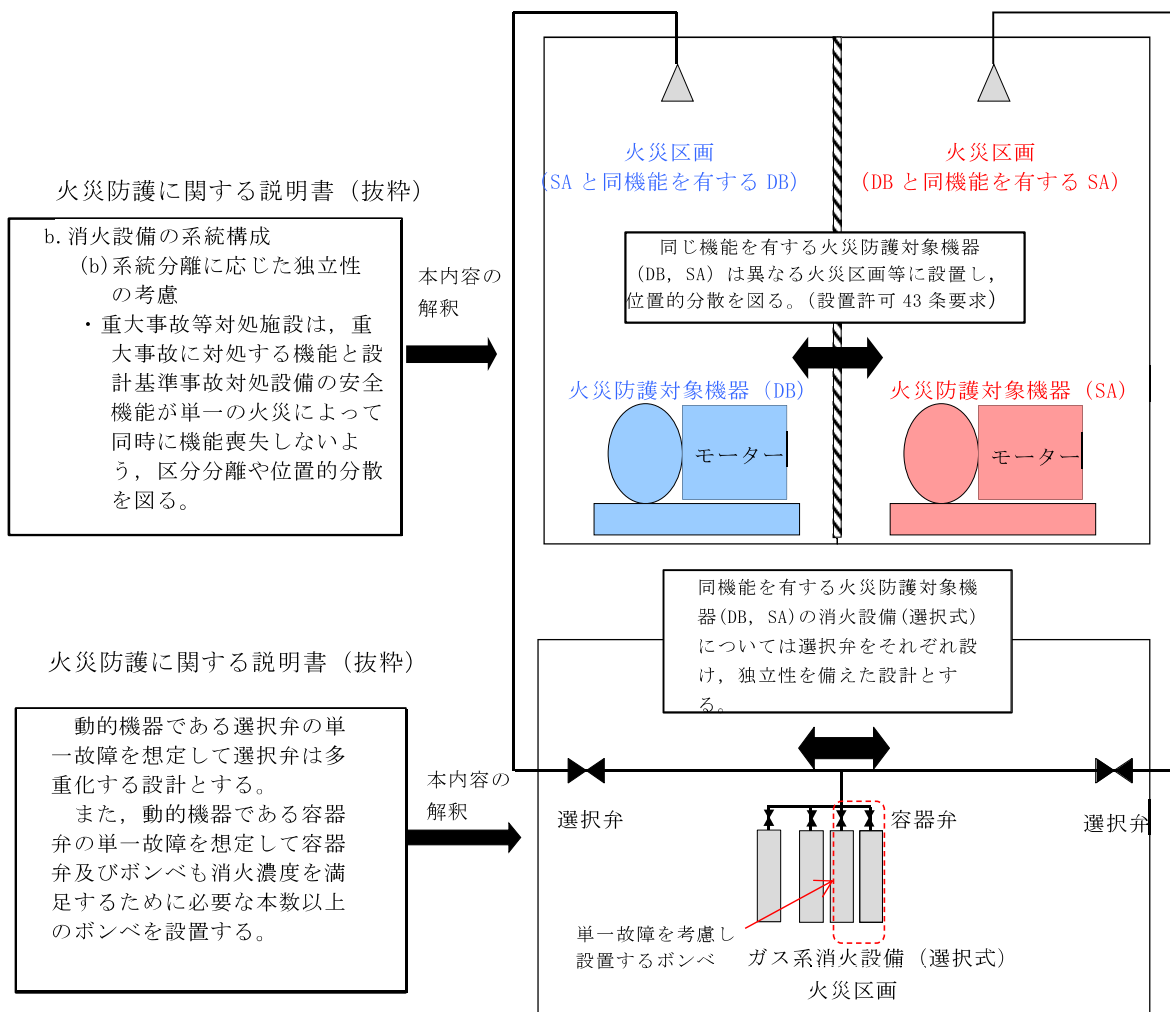 火災防護に関する説明書（抜粋）
b. 消火設備の系統構成
(b)系統分離に応じた独立性
の考慮
・重大事故等対処施設は，重
大事故に対処する機能と設
計基準事故対処設備の安全
機能が単一の火災によって
同時に機能喪失しないよ
う，区分分離や位置的分散
を図る。
本内容の
解釈
火災区画
(SA と同機能を有する DB)
火災区画
(DB と同機能を有する SA)
同じ機能を有する火災防護対象機器
(DB, SA) は異なる火災区画等に設置し，
位置的分散を図る。（設置許可 43 条要求）
火災防護対象機器（DB）
モーター
火災防護対象機器（SA）
モーター
火災防護に関する説明書（抜粋）
動的機器である選択弁の単
一故障を想定して選択弁は多
重化する設計とする。
また，動的機器である容器
弁の単一故障を想定して容器
弁及びボンベも消火濃度を満
足するために必要な本数以上
のボンベを設置する。
本内容の
解釈
同機能を有する火災防護対象機
器(DB, SA)の消火設備(選択式)
については選択弁をそれぞれ設
け，独立性を備えた設計とす
る。
選択弁
容器弁
選択弁
単一故障を考慮し
設置するボンベ
ガス系消火設備（選択式）
火災区画